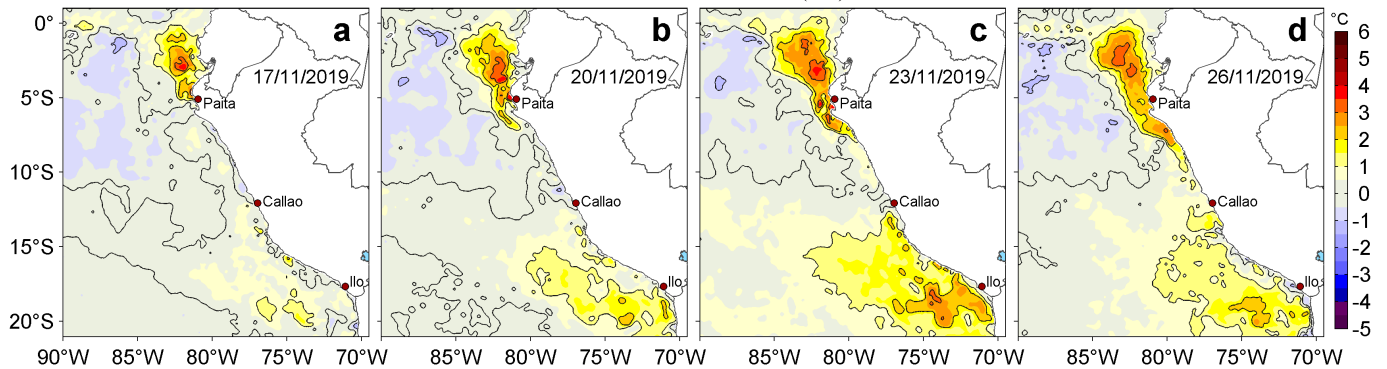 a
17/11/2019
Paita
Callao
Ilo
b
20/11/2019
Paita
Callao
Ilo
c
23/11/2019
Paita
Callao
Ilo
d
26/11/2019
Paita
Callao
Ilo
0°
5°S
10°S
15°S
20°S
90°W 85°W 80°W 75°W 70°W
85°W 80°W 75°W 70°W
85°W 80°W 75°W 70°W
85°W 80°W 75°W 70°W
°C
6
5
4
3
2
1
0
-1
-2
-3
-4
-5